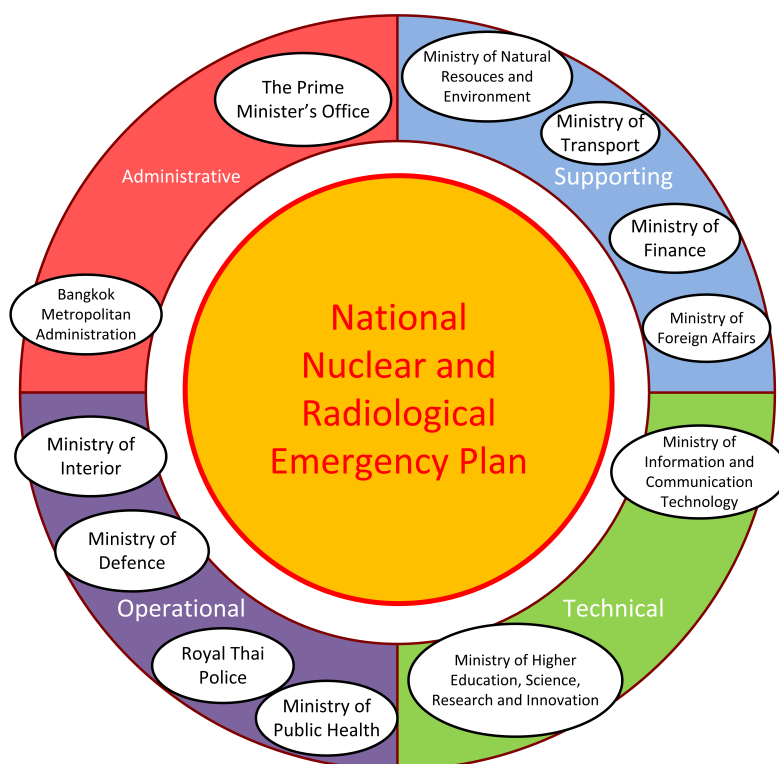 Ministry of Natural
Resouces and
Environment
The Prime
Minister's Office
Ministry of
Transport
Administrative
Supporting
Ministry of
Finance
Bangkok
Metropolitan
Administration
Ministry of
Foreign Affairs
National
Nuclear and
Radiological
Emergency Plan
Ministry of
Interior
Ministry of
Information and
Communication
Technology
Ministry of
Defence
Operational
Technical
Royal Thai
Police
Ministry of Higher
Education, Science,
Research and Innovation
Ministry of
Public Health